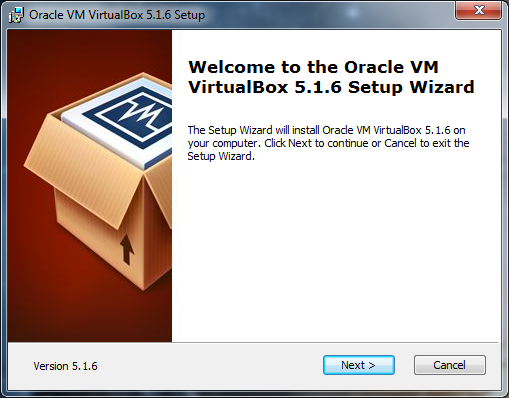 Oracle VM VirtualBox 5.1.6 Setup
Welcome to the Oracle VM
VirtualBox 5.1.6 Setup Wizard
The Setup Wizard will install Oracle VM VirtualBox 5.1.6 on
your computer. Click Next to continue or Cancel to exit the
Setup Wizard.
Version 5.1.6
Next >
Cancel